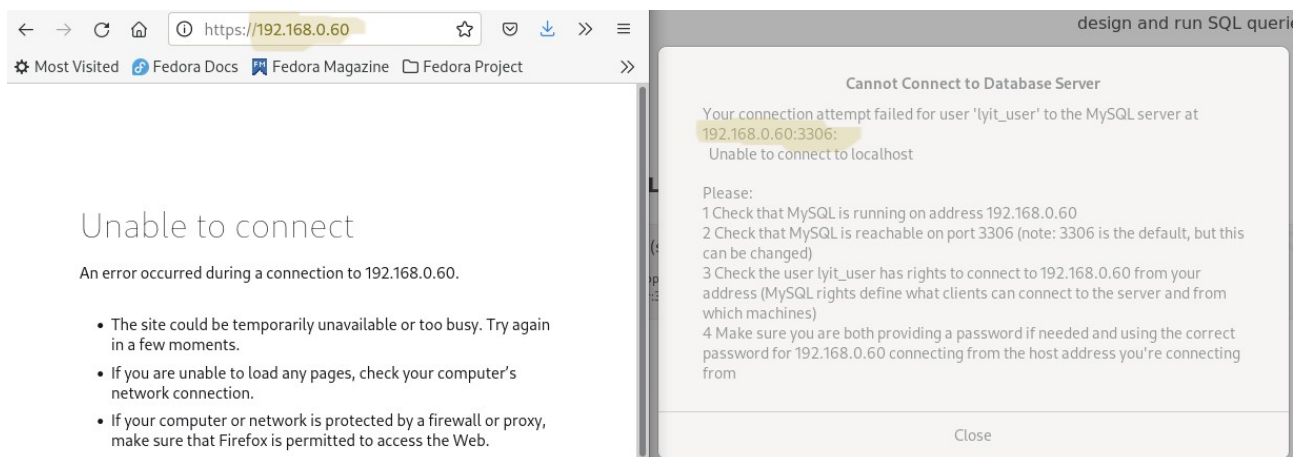 https://192.168.0.60
Most Visited Fedora Docs Fedora Magazine Fedora Project
Unable to connect
An error occurred during a connection to 192.168.0.60.
• The site could be temporarily unavailable or too busy. Try again
in a few moments.
• If you are unable to load any pages, check your computer's
network connection.
• If your computer or network is protected by a firewall or proxy,
make sure that Firefox is permitted to access the Web.
design and run SQL
Cannot Connect to Database Server
Your connection attempt failed for user 'lyit_user' to the MySQL server at
192.168.0.60:3306:
Unable to connect to localhost
Please:
1 Check that MySQL is running on address 192.168.0.60
2 Check that MySQL is reachable on port 3306 (note: 3306 is the default, but this
can be changed)
3 Check the user lyit_user has rights to connect to 192.168.0.60 from your
address (MySQL rights define what clients can connect to the server and from
which machines)
4 Make sure you are both providing a password if needed and using the correct
password for 192.168.0.60 connecting from the host address you're connecting
from
Close